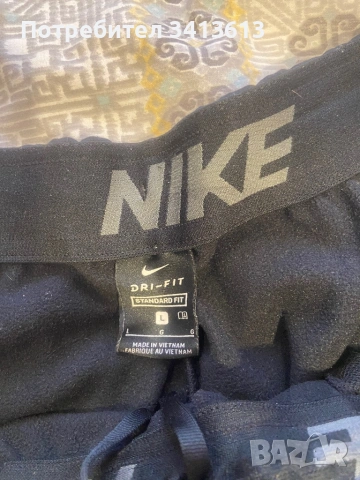 Потребител 3413613
NIKE
DRI-FIT
STANDARD FIT
L
G
G
MADE IN VIETNAM
FABRIQUÉ AU VIETNAM
BAZAR